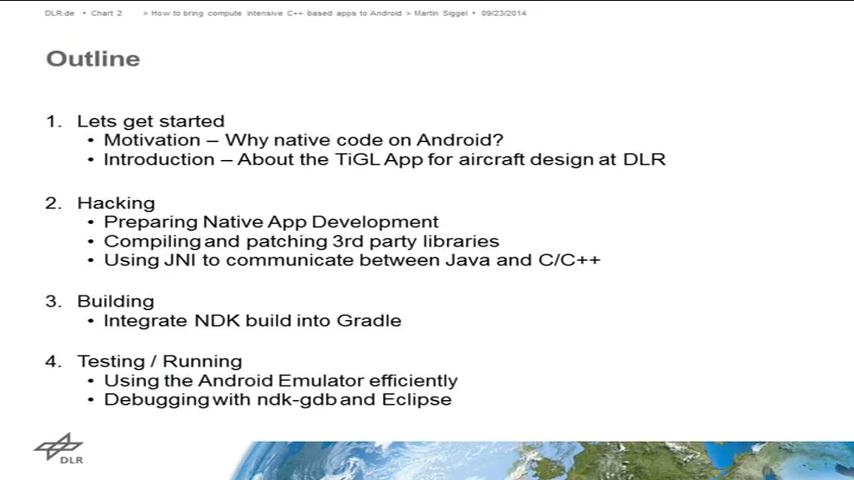 DLR.de • Chart 2 > How to bring compute intensive C++ based apps to Android > Martin Siggel • 09/23/2014
Outline
1. Lets get started
• Motivation – Why native code on Android?
• Introduction – About the TiGL App for aircraft design at DLR
2. Hacking
• Preparing Native App Development
• Compiling and patching 3rd party libraries
• Using JNI to communicate between Java and C/C++
3. Building
• Integrate NDK build into Gradle
4. Testing / Running
• Using the Android Emulator efficiently
• Debugging with ndk-gdb and Eclipse
DLR